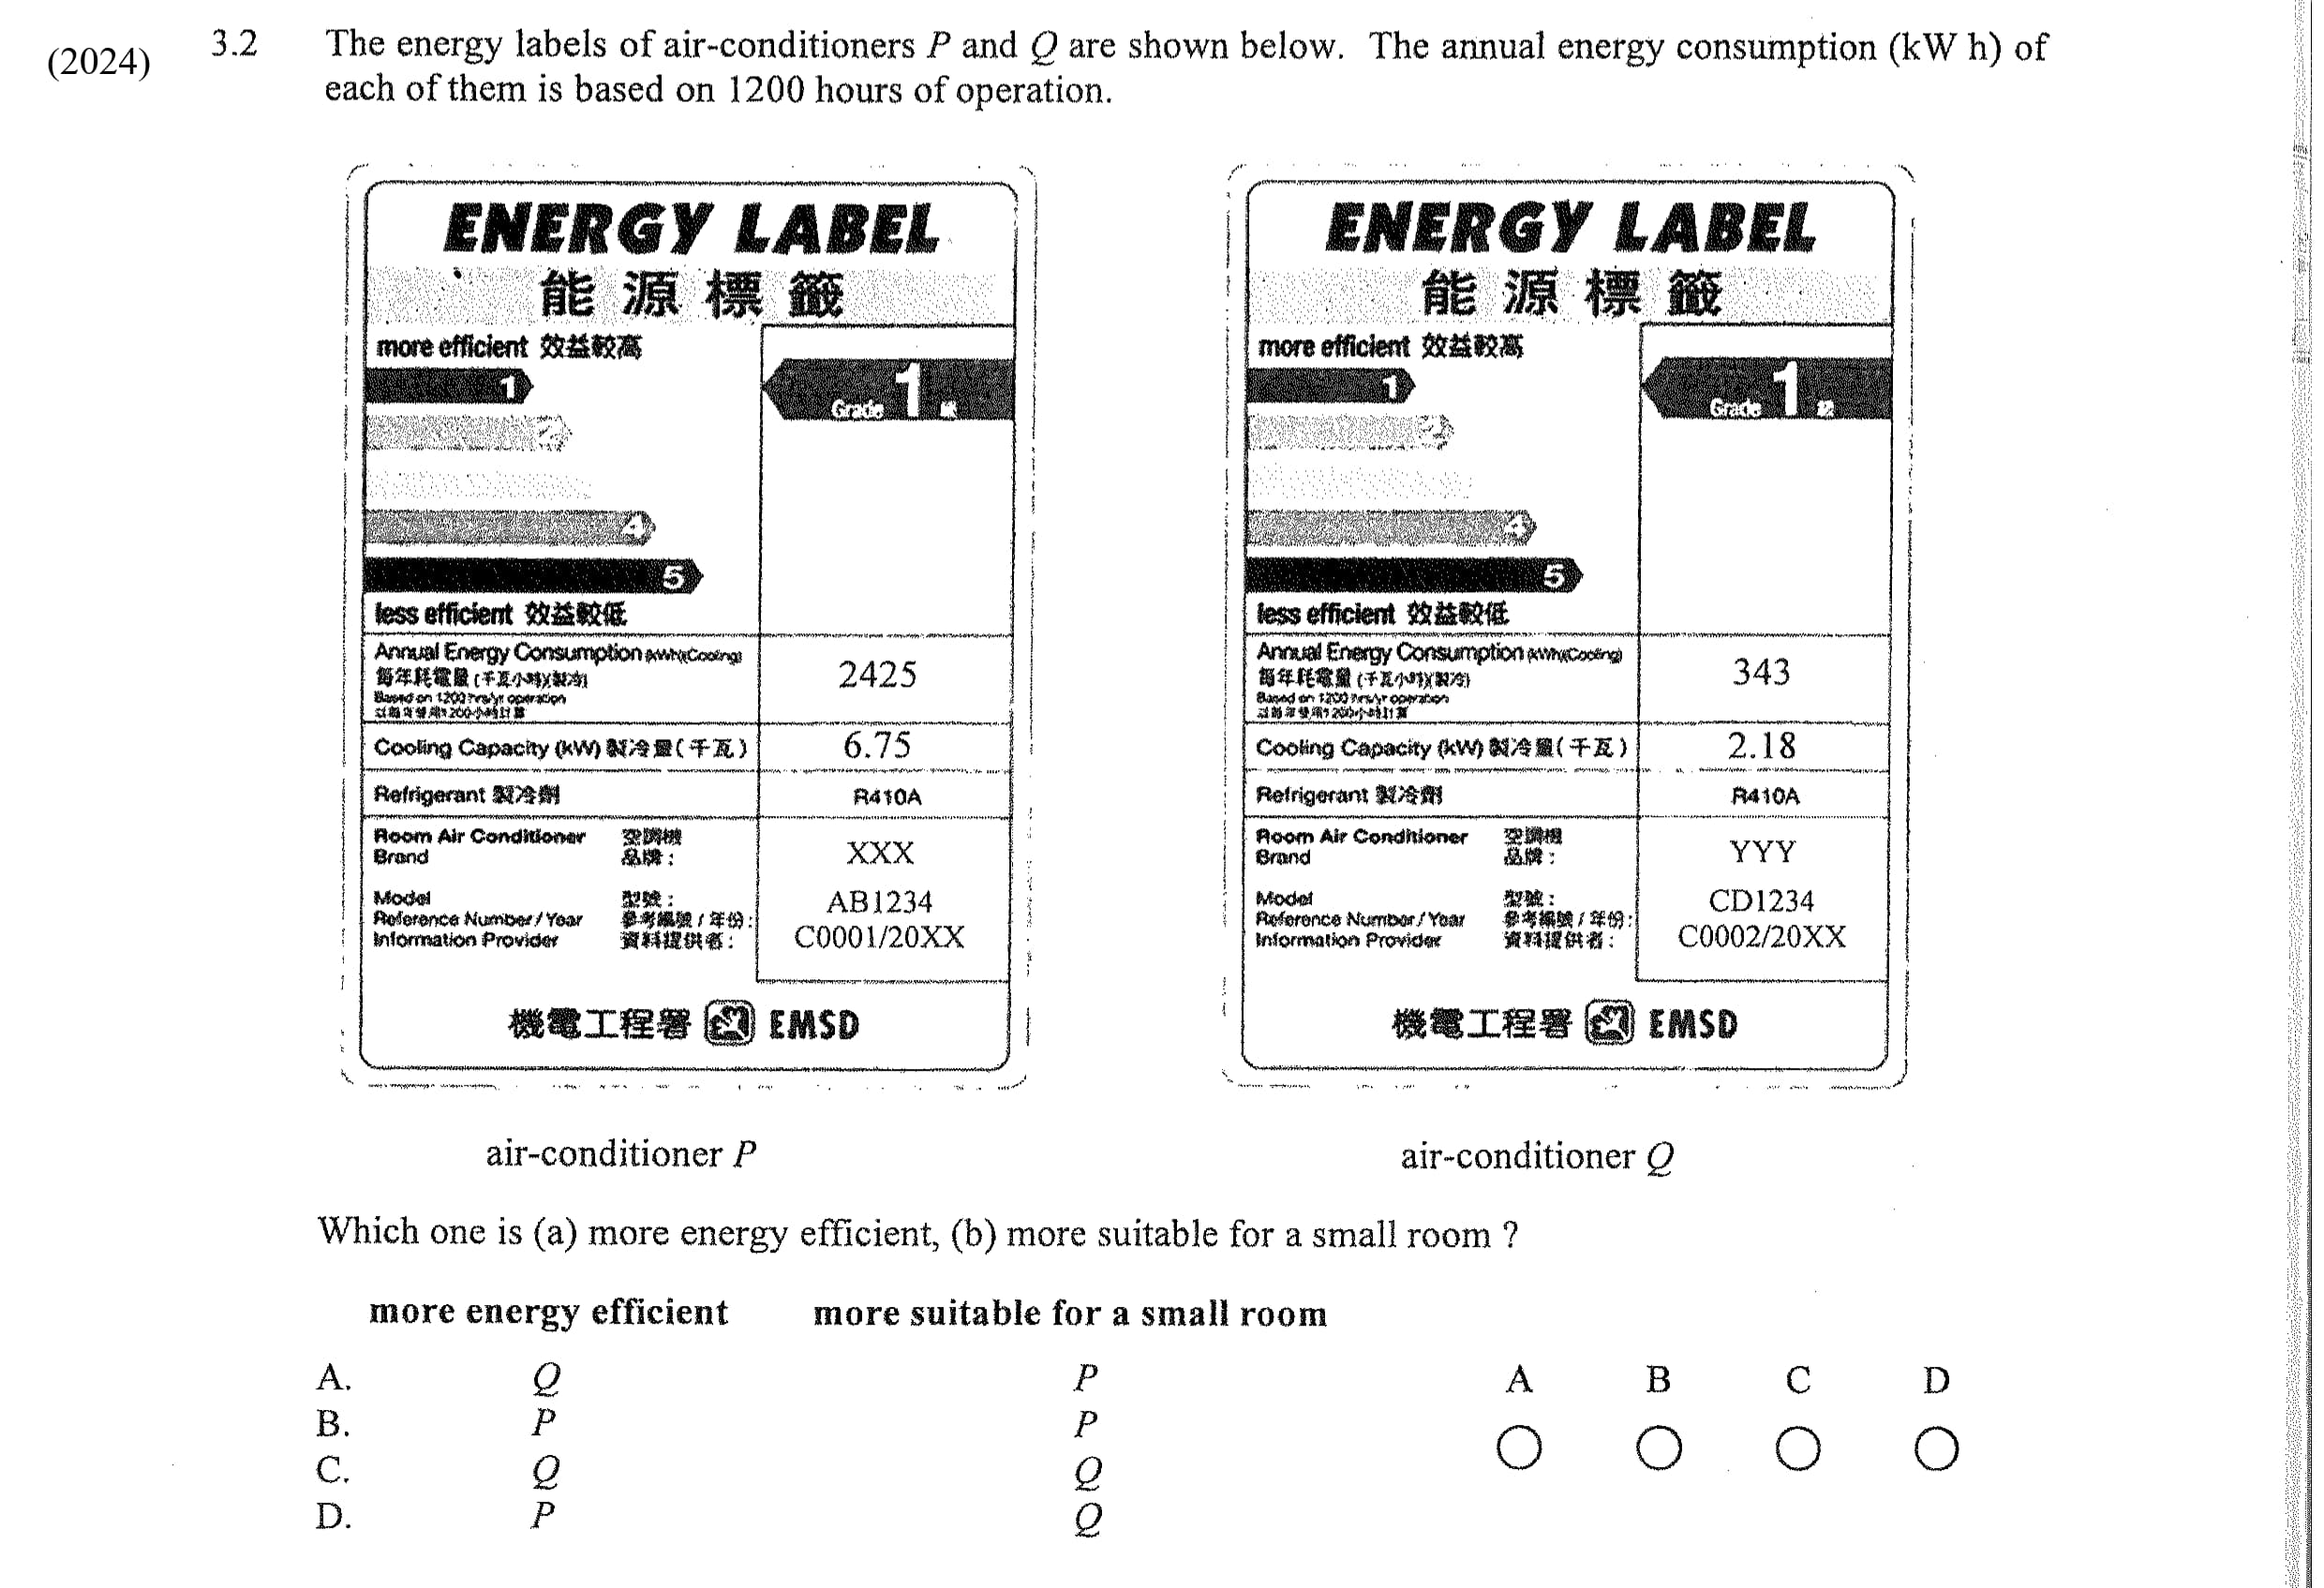 (2024)
3.2 The energy labels of air-conditioners P and Q are shown below. The annual energy consumption (kW h) of
each of them is based on 1200 hours of operation.
ENERGY LABEL
能源標籤
more efficient 效益較高
1
2
4
5
Grade 1 級
less efficient 效益較低
Annual Energy Consumption (kWh)(Cooling)
每年耗電量 (千瓦小時)(製冷)
Based on 1200 hrs/yr operation
以每年使用1200小時計算
2425
Cooling Capacity (kW) 製冷量(千瓦) 6.75
Refrigerant 製冷劑 R410A
Room Air Conditioner 空調機
Brand 品牌: XXX
Model 型號: AB1234
Reference Number/Year 參考編號/年份: C0001/20XX
Information Provider 資料提供者:
機電工程署 EMSD
air-conditioner P
ENERGY LABEL
能源標籤
more efficient 效益較高
1
2
4
5
Grade 1 級
less efficient 效益較低
Annual Energy Consumption (kWh)(Cooling)
每年耗電量 (千瓦小時)(製冷)
Based on 1200 hrs/yr operation
以每年使用1200小時計算
343
Cooling Capacity (kW) 製冷量(千瓦) 2.18
Refrigerant 製冷劑 R410A
Room Air Conditioner 空調機
Brand 品牌: YYY
Model 型號: CD1234
Reference Number/Year 參考編號/年份: C0002/20XX
Information Provider 資料提供者:
機電工程署 EMSD
air-conditioner Q
Which one is (a) more energy efficient, (b) more suitable for a small room ?
more energy efficient more suitable for a small room
A. Q P
B. P P
C. Q Q
D. P Q
A B C D